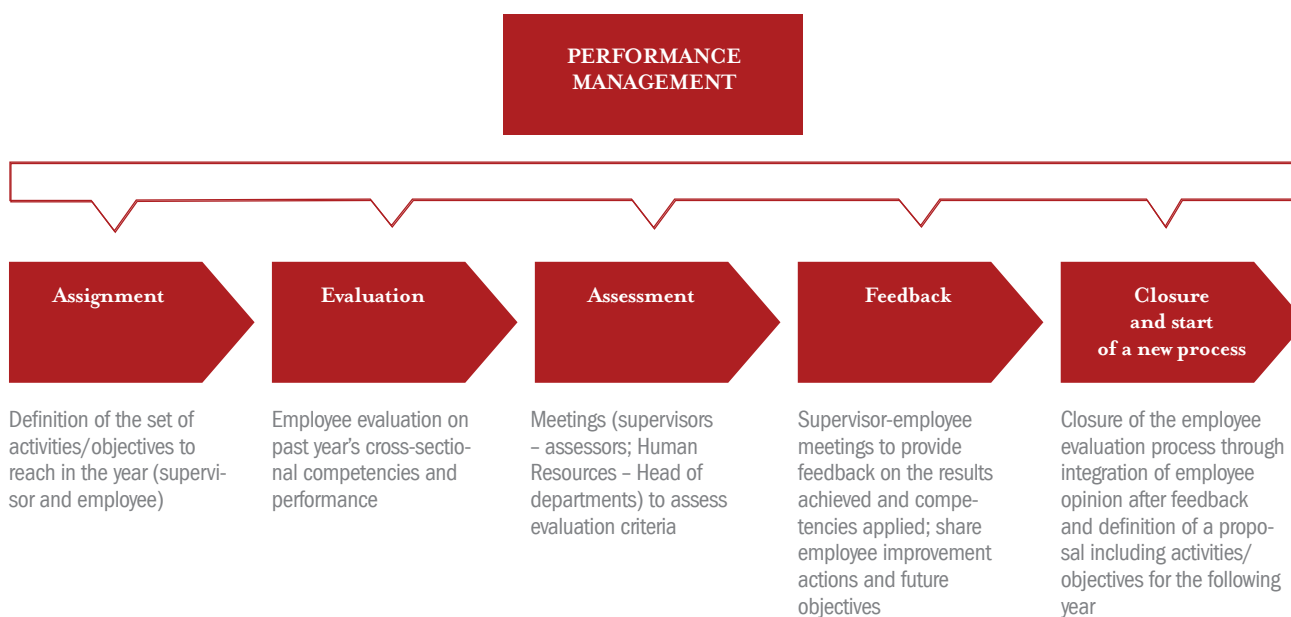 PERFORMANCE
MANAGEMENT
Assignment
Definition of the set of
activities/objectives to
reach in the year (supervi-
sor and employee)
Evaluation
Employee evaluation on
past year's cross-sectio-
nal competencies and
performance
Assessment
Meetings (supervisors
– assessors; Human
Resources – Head of
departments) to assess
evaluation criteria
Feedback
Supervisor-employee
meetings to provide
feedback on the results
achieved and compe-
tencies applied; share
employee improvement
actions and future
objectives
Closure
and start
of a new process
Closure of the employee
evaluation process through
integration of employee
opinion after feedback
and definition of a propo-
sal including activities/
objectives for the following
year